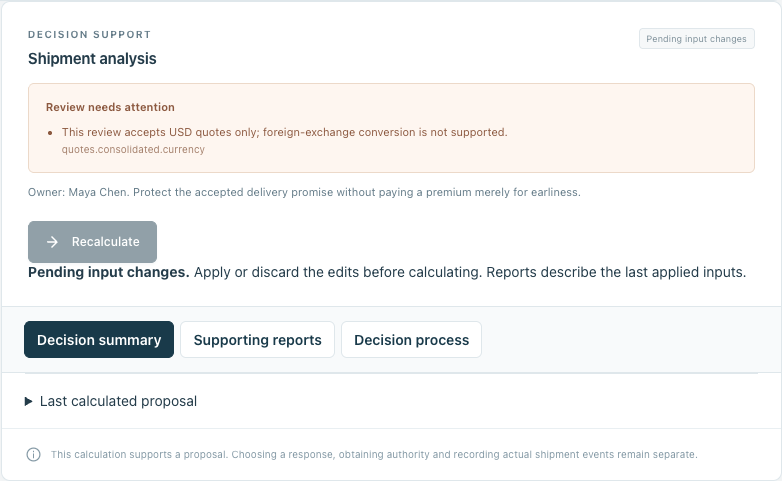 DECISION SUPPORT
Pending input changes
Shipment analysis
Review needs attention
This review accepts USD quotes only; foreign-exchange conversion is not supported.
quotes.consolidated.currency
Owner: Maya Chen. Protect the accepted delivery promise without paying a premium merely for earliness.
Recalculate
Pending input changes. Apply or discard the edits before calculating. Reports describe the last applied inputs.
Decision summary
Supporting reports
Decision process
Last calculated proposal
This calculation supports a proposal. Choosing a response, obtaining authority and recording actual shipment events remain separate.